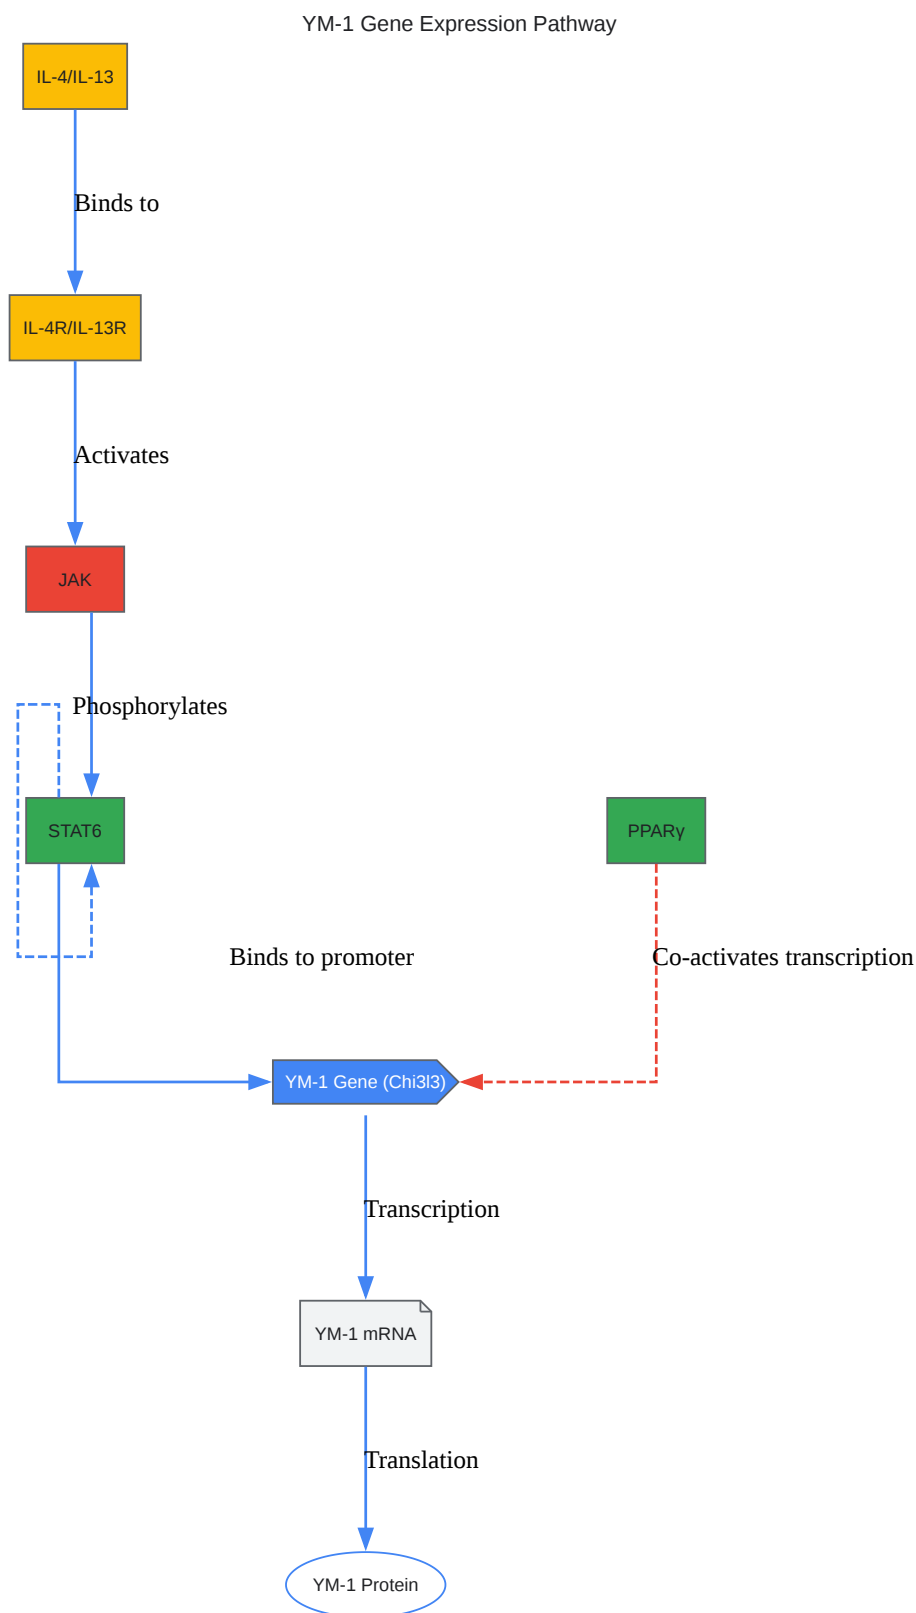 YM-1 Gene Expression Pathway
IL-4/IL-13
Binds to
IL-4R/IL-13R
Activates
JAK
Phosphorylates
STAT6
PPARγ
Binds to promoter
Co-activates transcription
YM-1 Gene (Chi3l3)
Transcription
YM-1 mRNA
Translation
YM-1 Protein